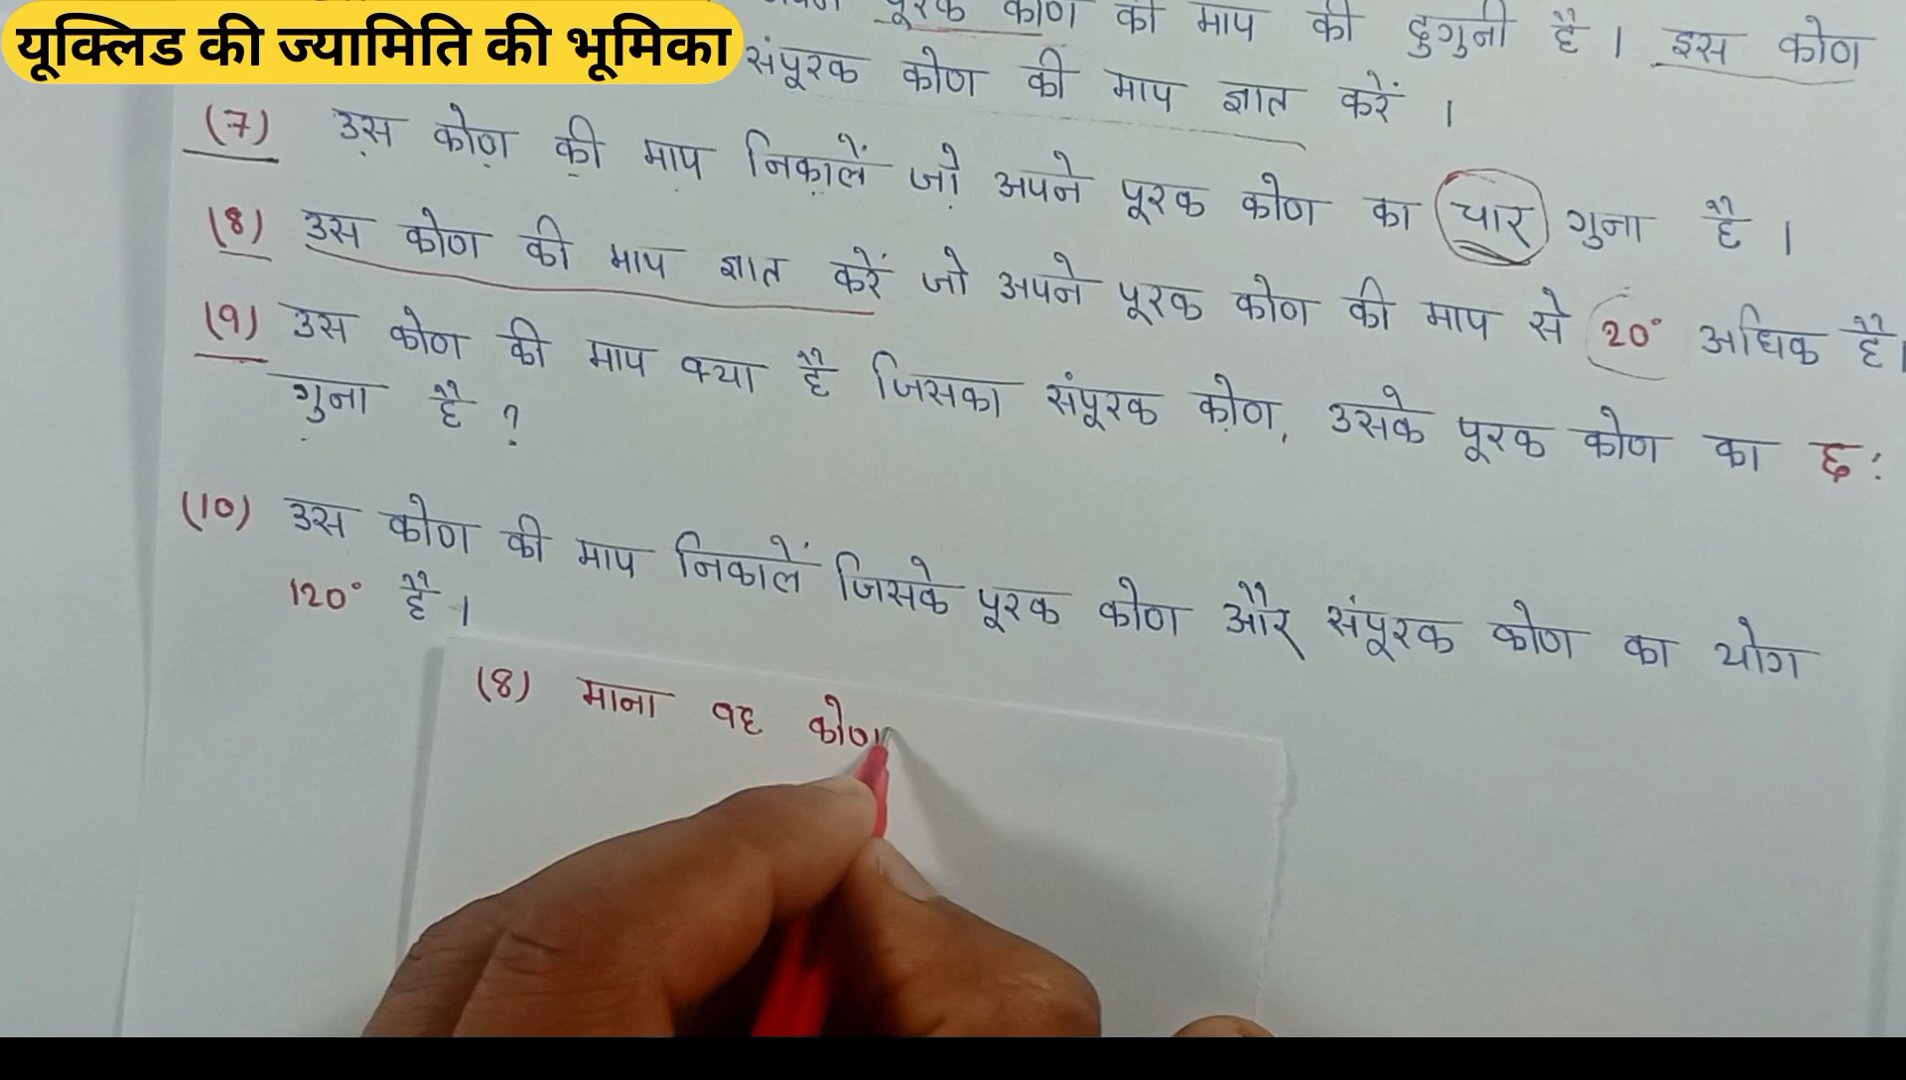 यूक्लिड की ज्यामिति की भूमिका
पूरक कोण की माप की दुगुनी है । इस कोण
संपूरक कोण की माप ज्ञात करें ।
(7) उस कोण की माप निकालें जो अपने पूरक कोण का चार गुना है ।
(8) उस कोण की माप ज्ञात करें जो अपने पूरक कोण की माप से 20° अधिक है ।
(9) उस कोण की माप क्या है जिसका संपूरक कोण, उसके पूरक कोण का छः
गुना है ?
(10) उस कोण की माप निकालें जिसके पूरक कोण और संपूरक कोण का योग
120° है ।
(8) माना वह कोण